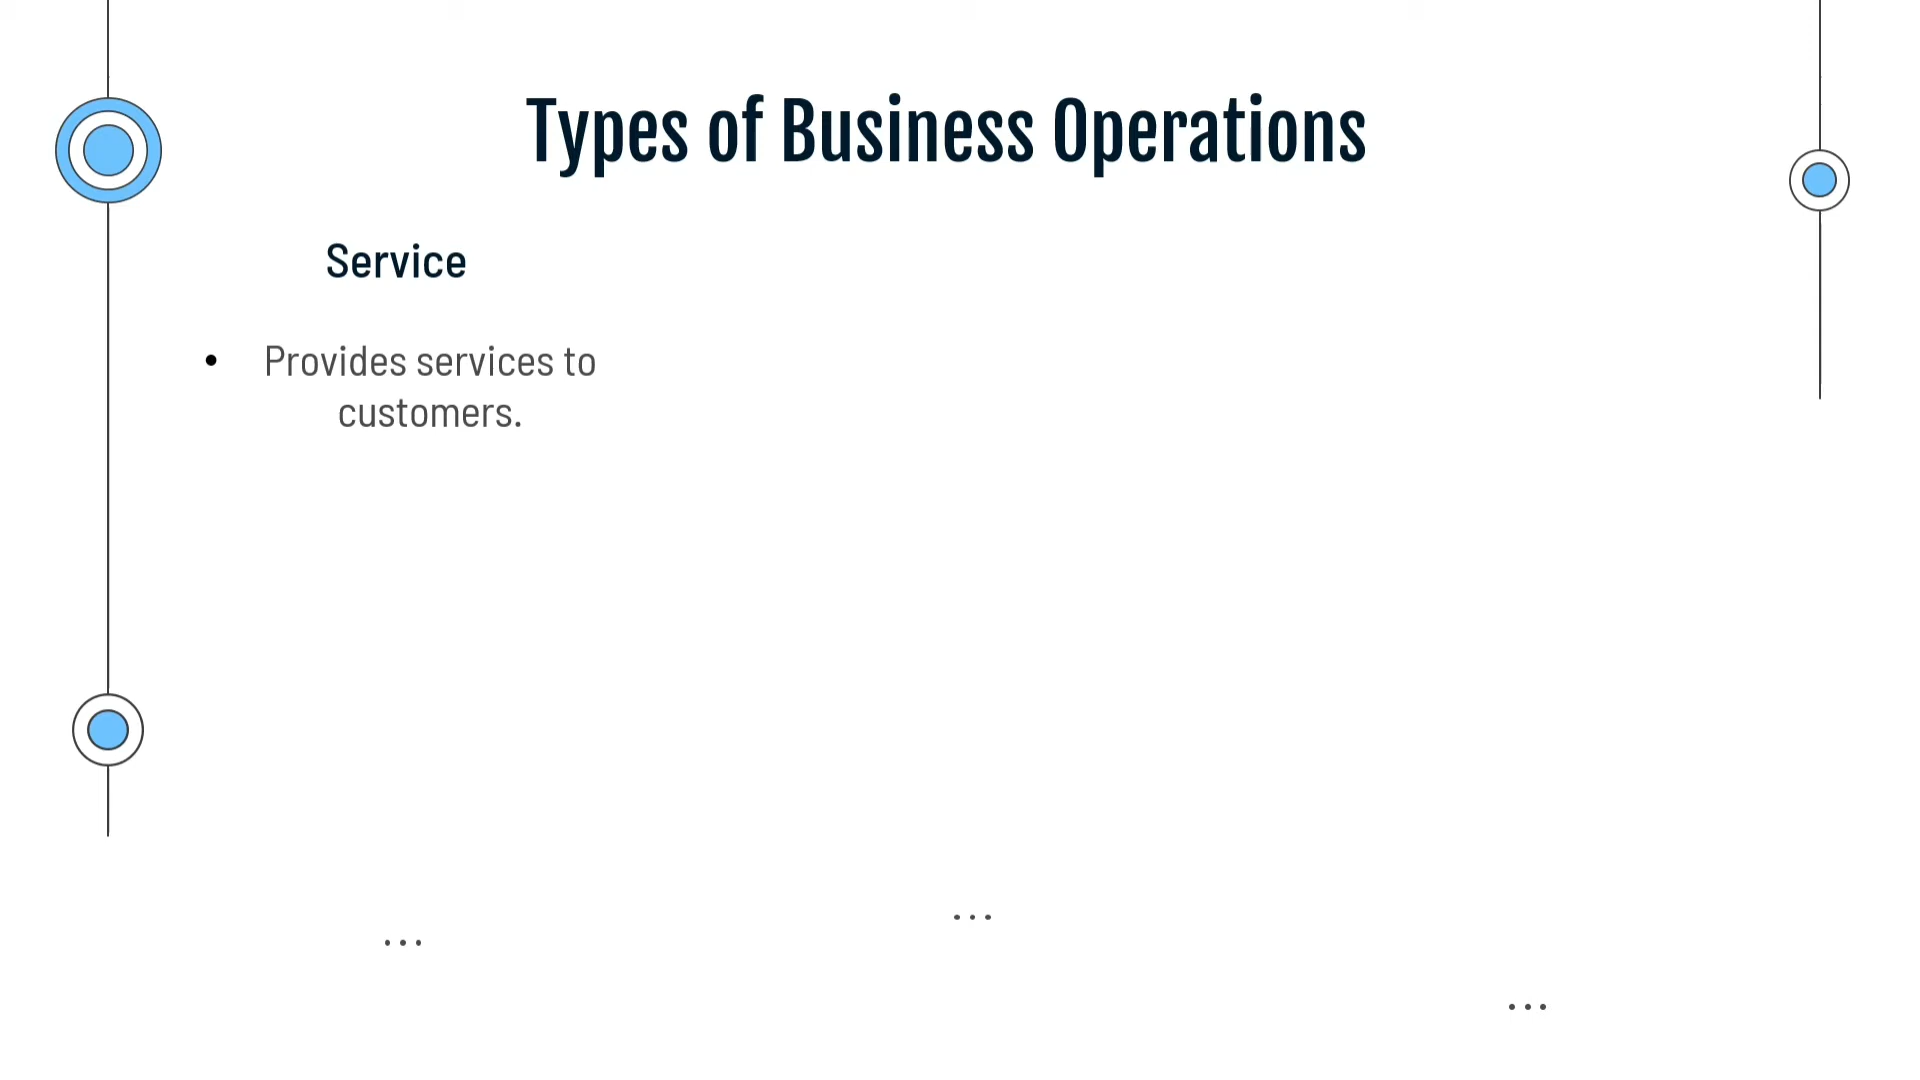 Types of Business Operations
Service
• Provides services to
customers.
...
...
...